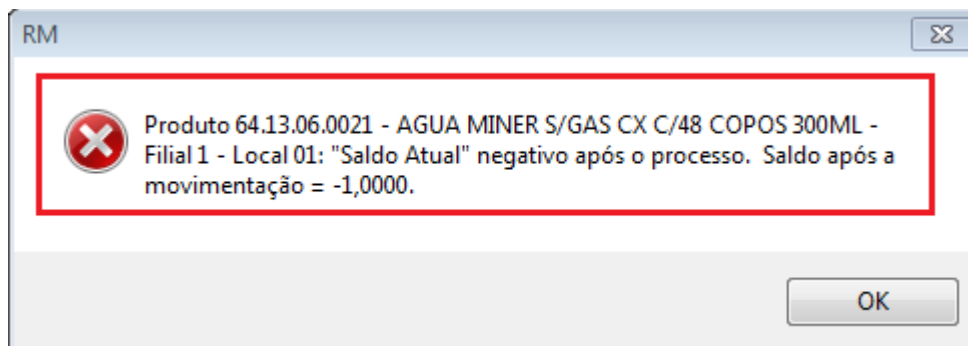 RM
Produto 64.13.06.0021 - AGUA MINER S/GAS CX C/48 COPOS 300ML -
Filial 1 - Local 01: "Saldo Atual" negativo após o processo.  Saldo após a
movimentação = -1,0000.
OK